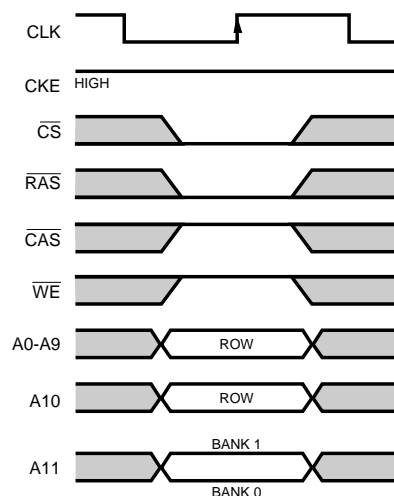 CLK
CKE HIGH
CS
RAS
CAS
WE
A0-A9 ROW
A10 ROW
BANK 1
A11
BANK 0